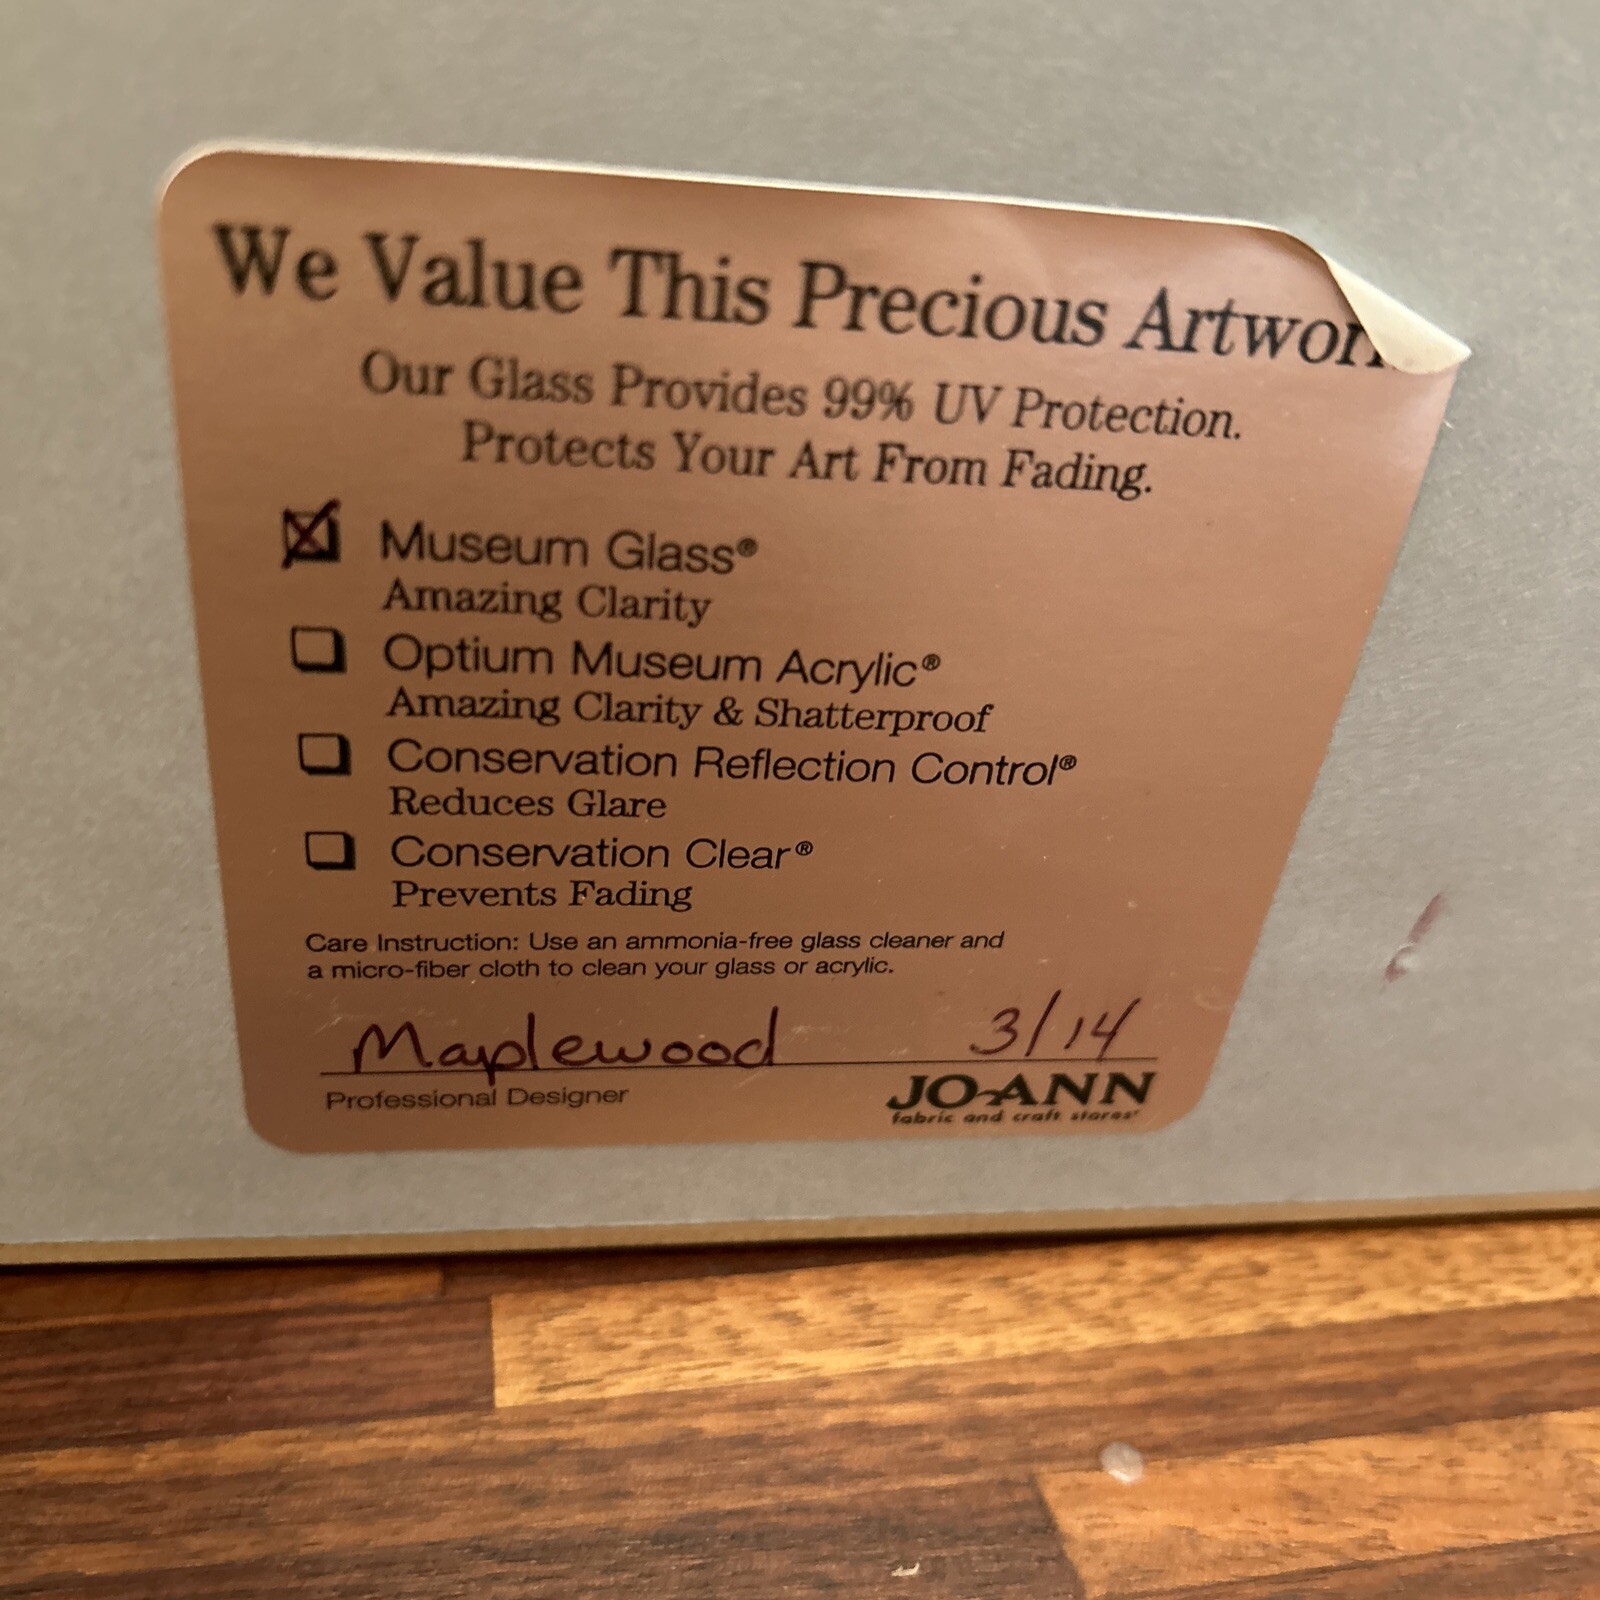 We Value This Precious Artwor
Our Glass Provides 99% UV Protection.
Protects Your Art From Fading.
Museum Glass®
Amazing Clarity
Optium Museum Acrylic®
Amazing Clarity & Shatterproof
Conservation Reflection Control®
Reduces Glare
Conservation Clear®
Prevents Fading
Care Instruction: Use an ammonia-free glass cleaner and
a micro-fiber cloth to clean your glass or acrylic.
Maplewood 3/14
Professional Designer
JO-ANN
fabric and craft stores®